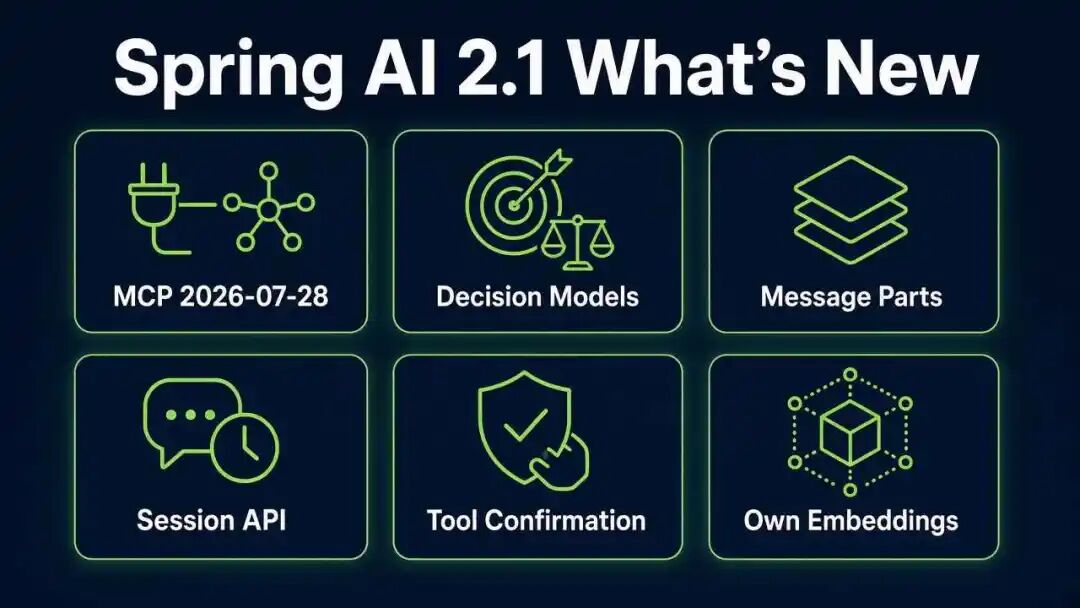 Spring AI 2.1 What's New
MCP 2026-07-28
Decision Models
Message Parts
Session API
Tool Confirmation
Own Embeddings